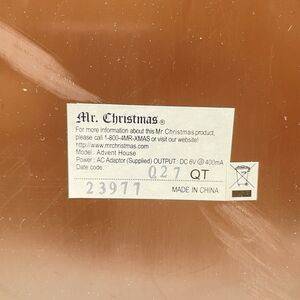 Mr. Christmas®
For more information about this Mr. Christmas product,
please call 1-800-4MR-XMAS or visit our website!
http://www.mrchristmas.com
Model : Advent House
Power : AC Adaptor (Supplied) OUTPUT : DC 6V @ 400mA
Date code: 027 QT
23977 MADE IN CHINA